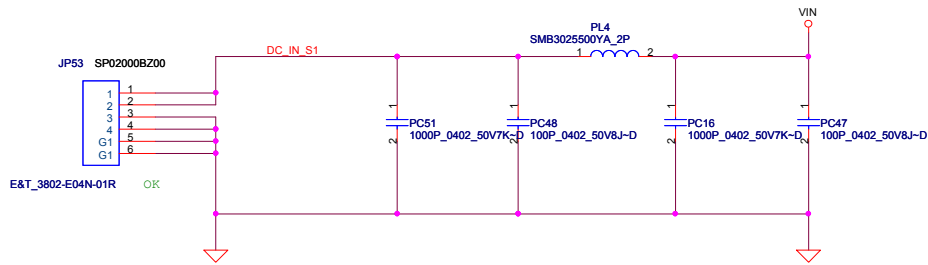 VIN
PL4
SMB3025500YA_2P
DC_IN_S1
1
2
JP53 SP02000BZ00
1 1
2 2
3 3
4 4
G1 5
G1 6
1
PC51
1000P_0402_50V7K~D
2
1
PC48
100P_0402_50V8J~D
2
1
PC16
1000P_0402_50V7K~D
2
1
PC47
100P_0402_50V8J~D
2
E&T_3802-E04N-01R OK